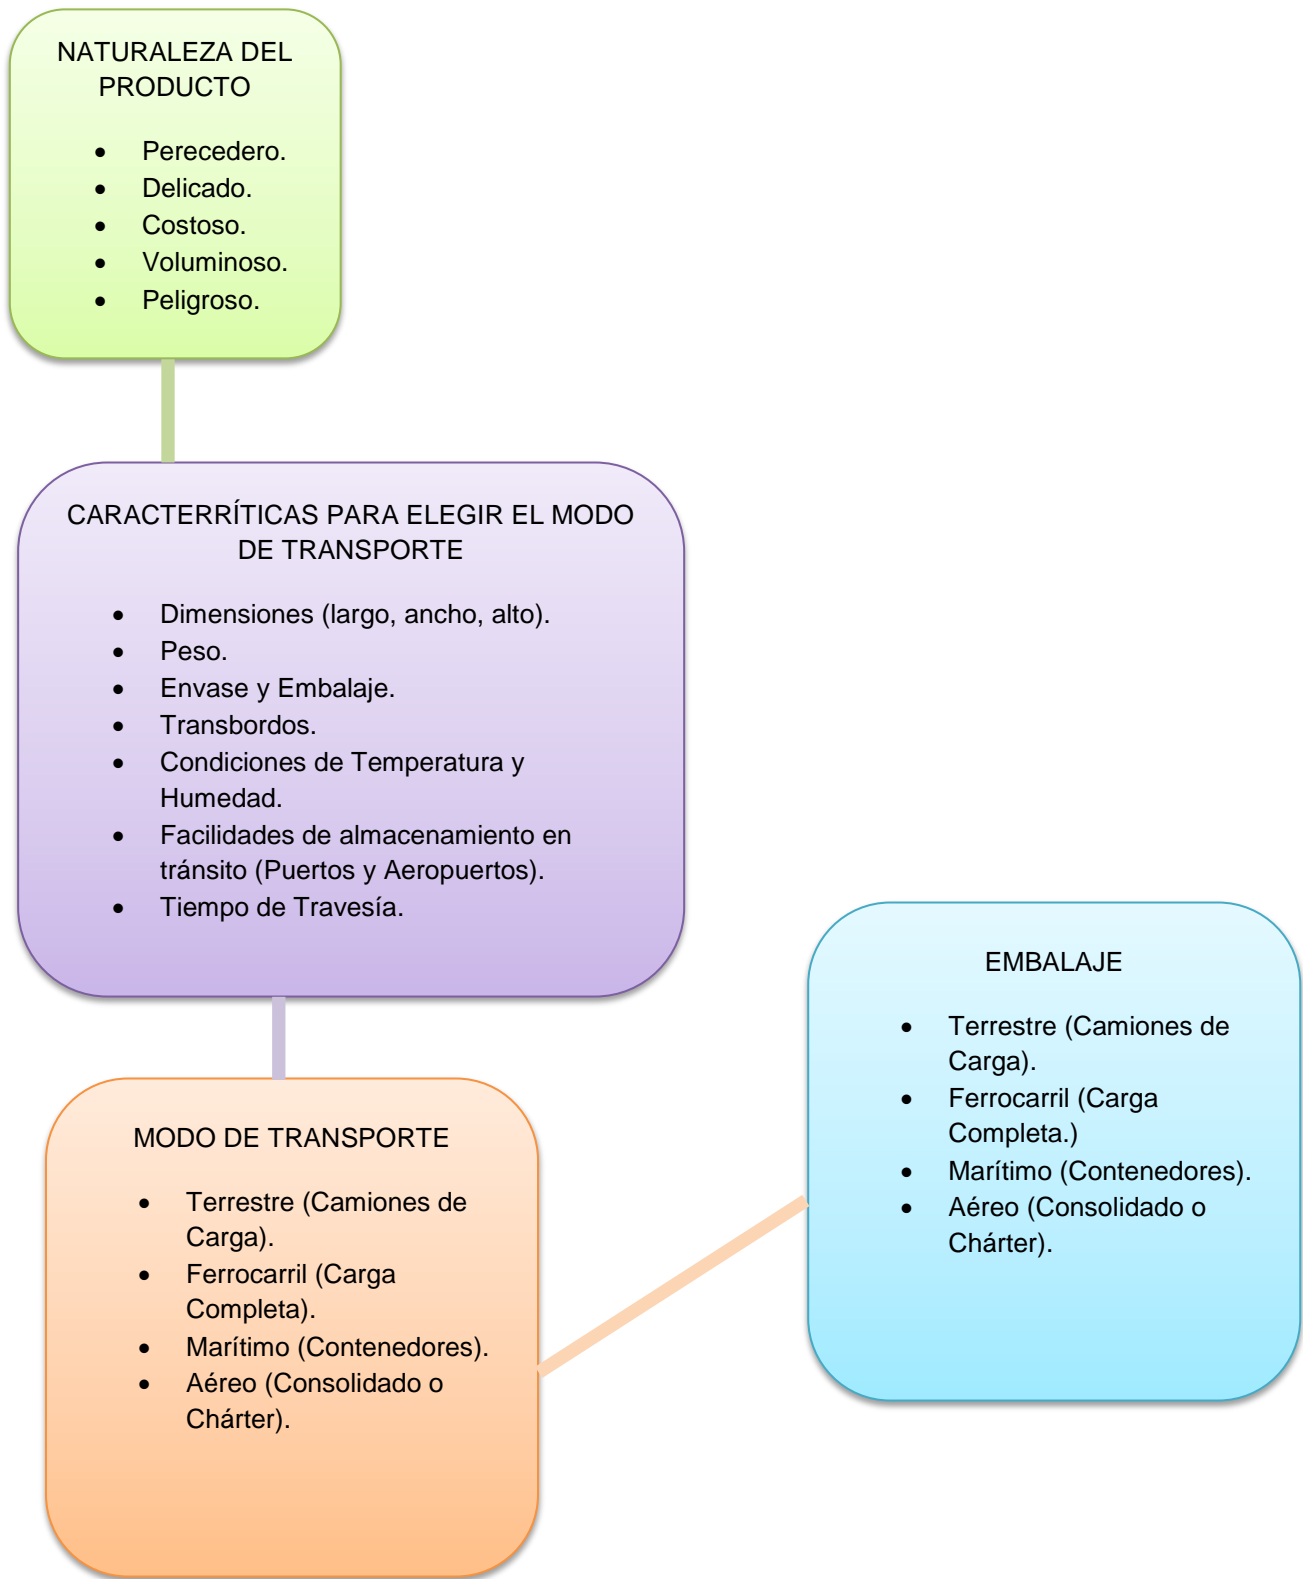 NATURALEZA DEL
PRODUCTO
• Perecedero.
• Delicado.
• Costoso.
• Voluminoso.
• Peligroso.
CARACTERRÍTICAS PARA ELEGIR EL MODO
DE TRANSPORTE
• Dimensiones (largo, ancho, alto).
• Peso.
• Envase y Embalaje.
• Transbordos.
• Condiciones de Temperatura y
Humedad.
• Facilidades de almacenamiento en
tránsito (Puertos y Aeropuertos).
• Tiempo de Travesía.
MODO DE TRANSPORTE
• Terrestre (Camiones de
Carga).
• Ferrocarril (Carga
Completa).
• Marítimo (Contenedores).
• Aéreo (Consolidado o
Chárter).
EMBALAJE
• Terrestre (Camiones de
Carga).
• Ferrocarril (Carga
Completa.)
• Marítimo (Contenedores).
• Aéreo (Consolidado o
Chárter).